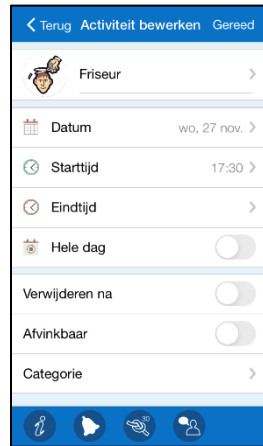 Terug Activiteit bewerken Gereed
Friseur
Datum wo, 27 nov.
Starttijd 17:30
Eindtijd
Hele dag
Verwijderen na
Afvinkbaar
Categorie
i 3D